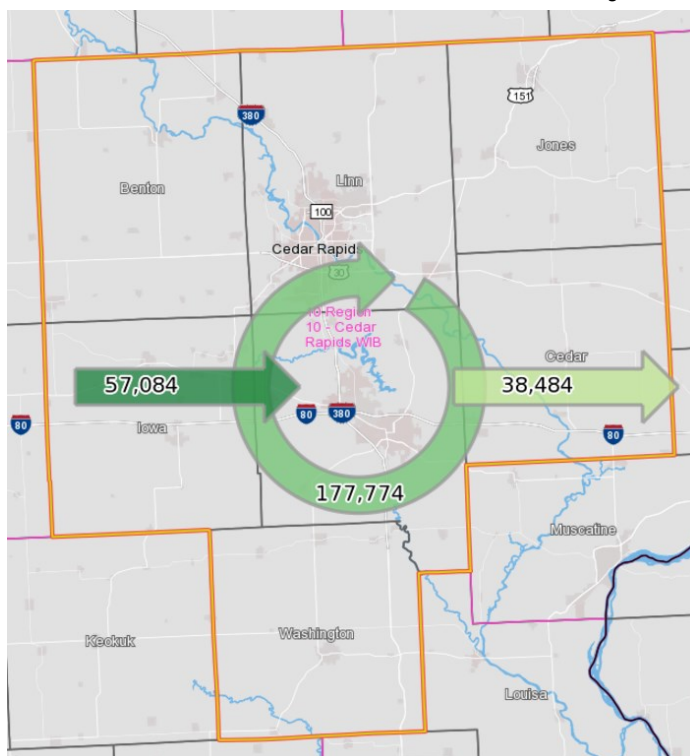 151
380
Jones
Benton
Linn
100
Cedar Rapids
30
10 Region
10 - Cedar
Rapids WIB
Cedar
57,084
38,484
80
380
80
Iowa
80
177,774
Muscatine
Keokuk
Washington
Louisa